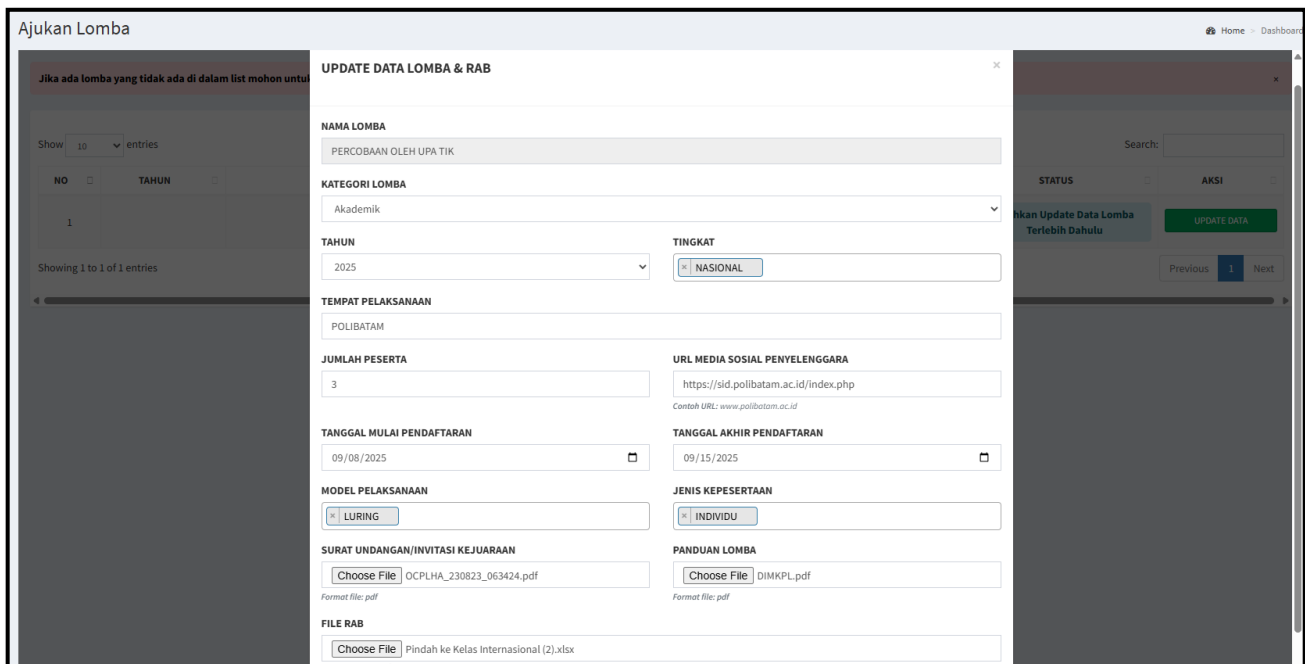 Ajukan Lomba
Home > Dashboard
Jika ada lomba yang tidak ada di dalam list mohon untuk
×
Show 10 entries
Search:
NO TAHUN STATUS AKSI
1
hkan Update Data Lomba
Terlebih Dahulu
UPDATE DATA
Showing 1 to 1 of 1 entries
Previous 1 Next
UPDATE DATA LOMBA & RAB
×
NAMA LOMBA
PERCOBAAN OLEH UPA TIK
KATEGORI LOMBA
Akademik
TAHUN TINGKAT
2025 × NASIONAL
TEMPAT PELAKSANAAN
POLIBATAM
JUMLAH PESERTA URL MEDIA SOSIAL PENYELENGGARA
3 https://sid.polibatam.ac.id/index.php
Contoh URL: www.polibatam.ac.id
TANGGAL MULAI PENDAFTARAN TANGGAL AKHIR PENDAFTARAN
09/08/2025 09/15/2025
MODEL PELAKSANAAN JENIS KEPESERTAAN
× LURING × INDIVIDU
SURAT UNDANGAN/INVITASI KEJUARAAN PANDUAN LOMBA
Choose File OCPLHA_230823_063424.pdf Choose File DIMKPL.pdf
Format file: pdf Format file: pdf
FILE RAB
Choose File Pindah ke Kelas Internasional (2).xlsx